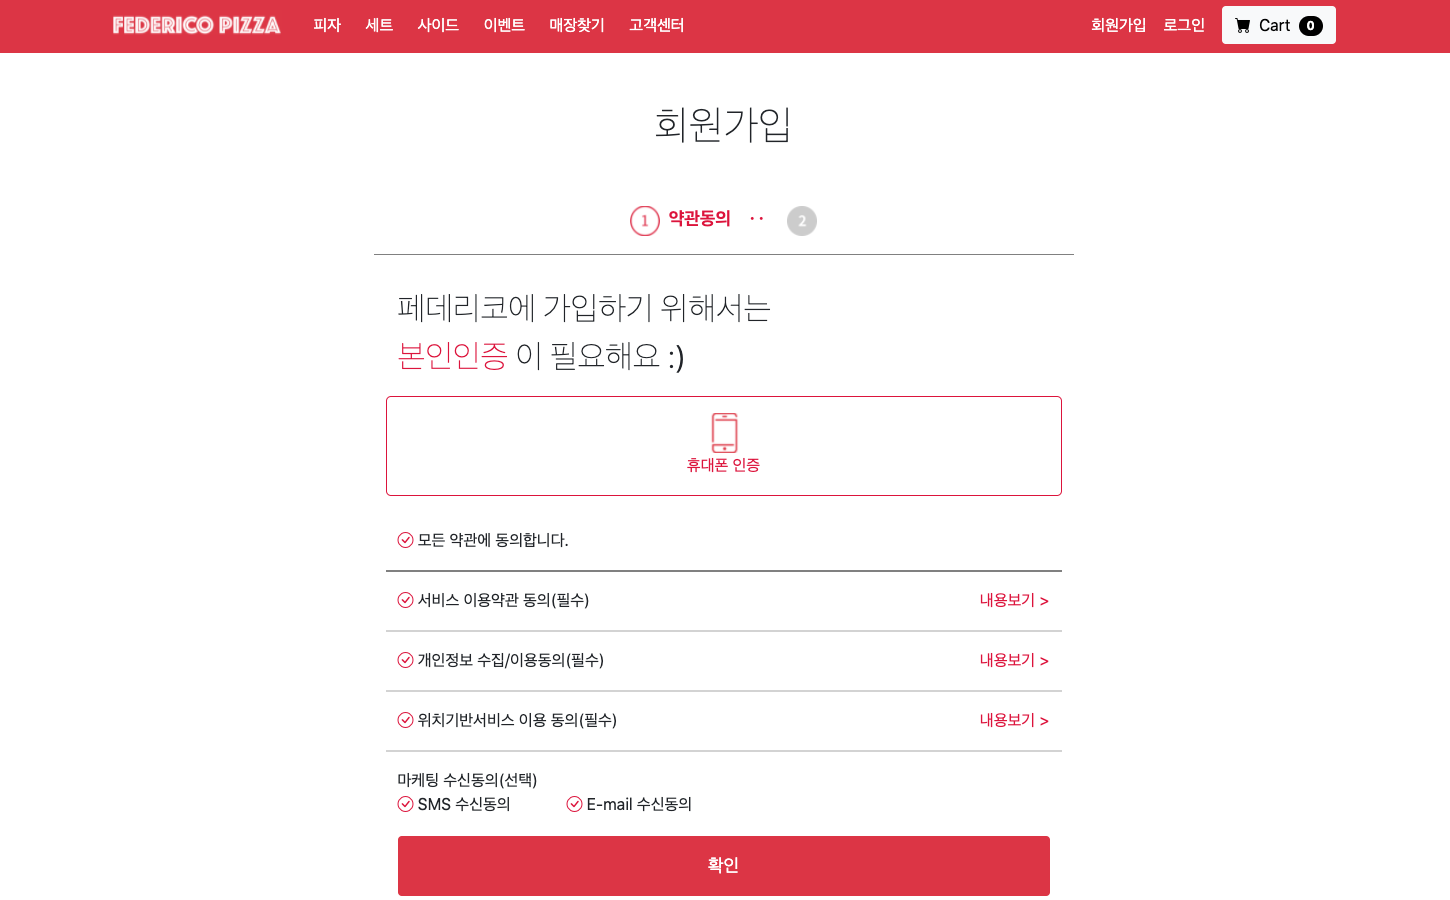 FEDERICO PIZZA 피자 세트 사이드 이벤트 매장찾기 고객센터 회원가입 로그인 Cart 0
회원가입
1 약관동의 ·· 2
페데리코에 가입하기 위해서는
본인인증 이 필요해요 :)
휴대폰 인증
모든 약관에 동의합니다.
서비스 이용약관 동의(필수) 내용보기 >
개인정보 수집/이용동의(필수) 내용보기 >
위치기반서비스 이용 동의(필수) 내용보기 >
마케팅 수신동의(선택)
SMS 수신동의 E-mail 수신동의
확인